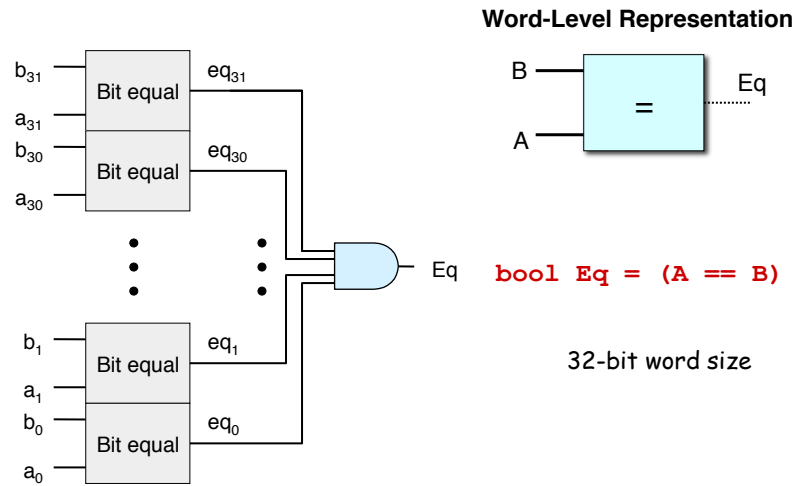 Word-Level Representation
b31
Bit equal
eq31
a31
b30
Bit equal
eq30
a30
b1
Bit equal
eq1
a1
b0
Bit equal
eq0
a0
Eq
B
=
Eq
A
bool Eq = (A == B)
32-bit word size